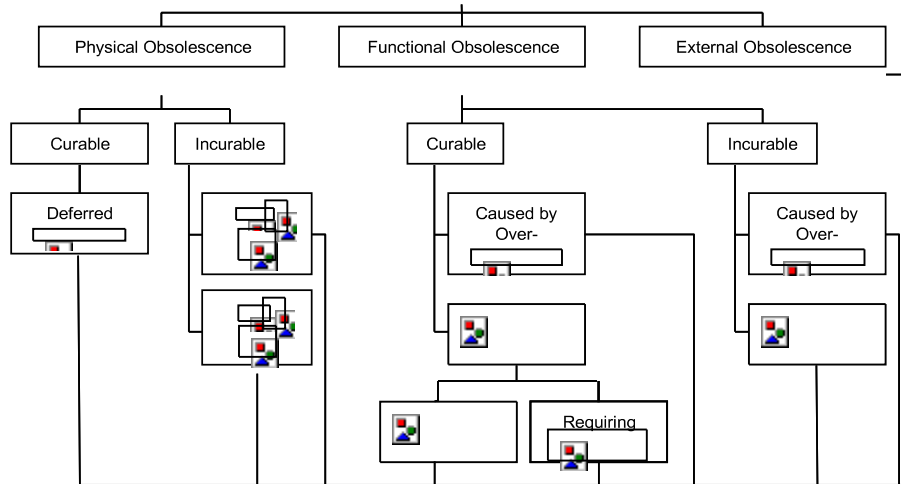 Physical Obsolescence
Functional Obsolescence
External Obsolescence
Curable
Incurable
Curable
Incurable
Deferred
Caused by
Over-
Caused by
Over-
Requiring